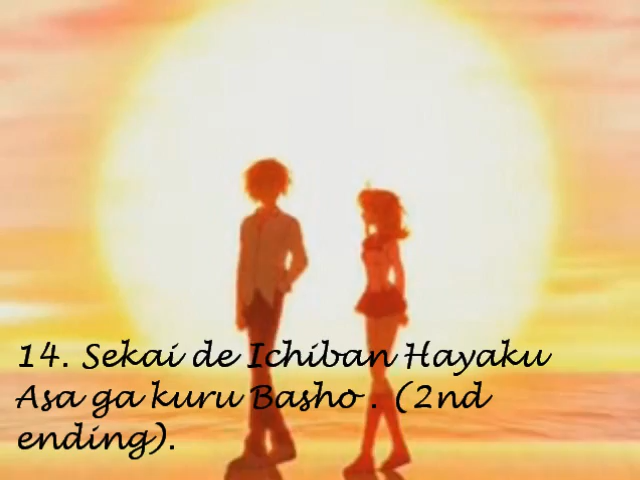 14. Sekai de Ichiban Hayaku
Asa ga kuru Basho . (2nd
ending).